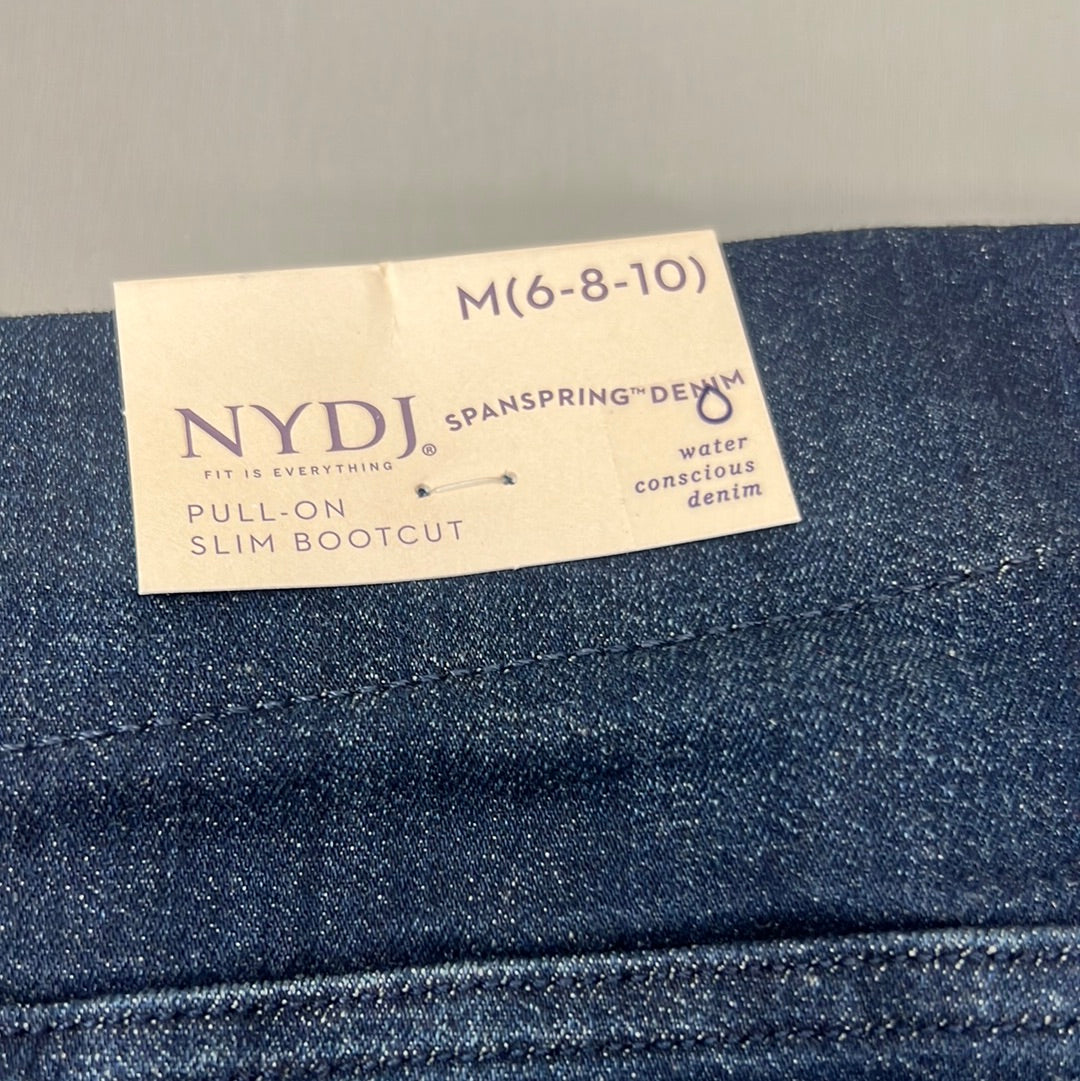 M(6-8-10)
NYDJ®
FIT IS EVERYTHING
SPANSPRING™DENIM
PULL-ON
SLIM BOOTCUT
water
conscious
denim